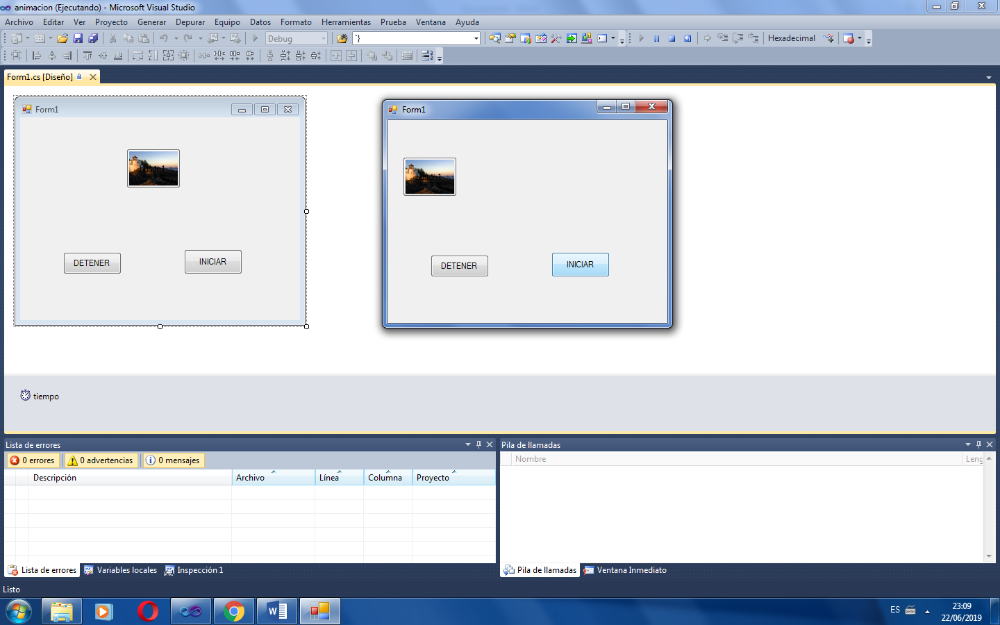 animacion (Ejecutando) - Microsoft Visual Studio
Archivo Editar Ver Proyecto Generar Depurar Equipo Datos Formato Herramientas Prueba Ventana Ayuda
Debug '} Hexadecimal
Form1.cs [Diseño]
Form1
DETENER
INICIAR
Form1
DETENER
INICIAR
tiempo
Lista de errores
0 errores 0 advertencias 0 mensajes
Descripción Archivo Línea Columna Proyecto
Lista de errores Variables locales Inspección 1
Pila de llamadas
Nombre Leng
Pila de llamadas Ventana Inmediato
Listo
ES
23:09
22/06/2019